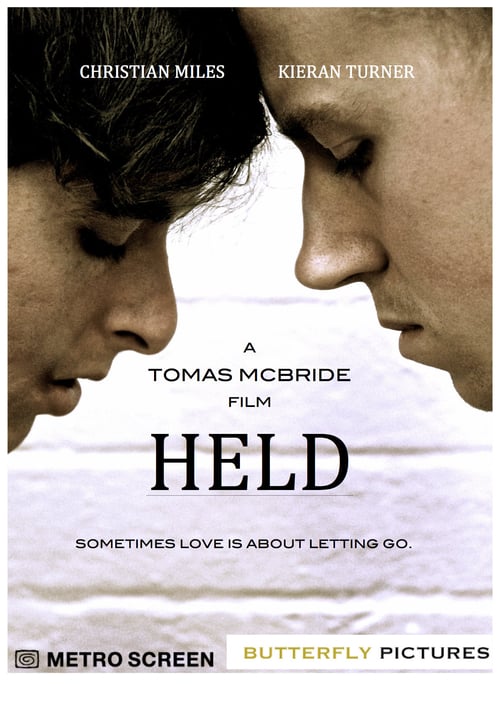 CHRISTIAN MILES KIERAN TURNER
A
TOMAS MCBRIDE
FILM
HELD
SOMETIMES LOVE IS ABOUT LETTING GO.
METRO SCREEN BUTTERFLY PICTURES